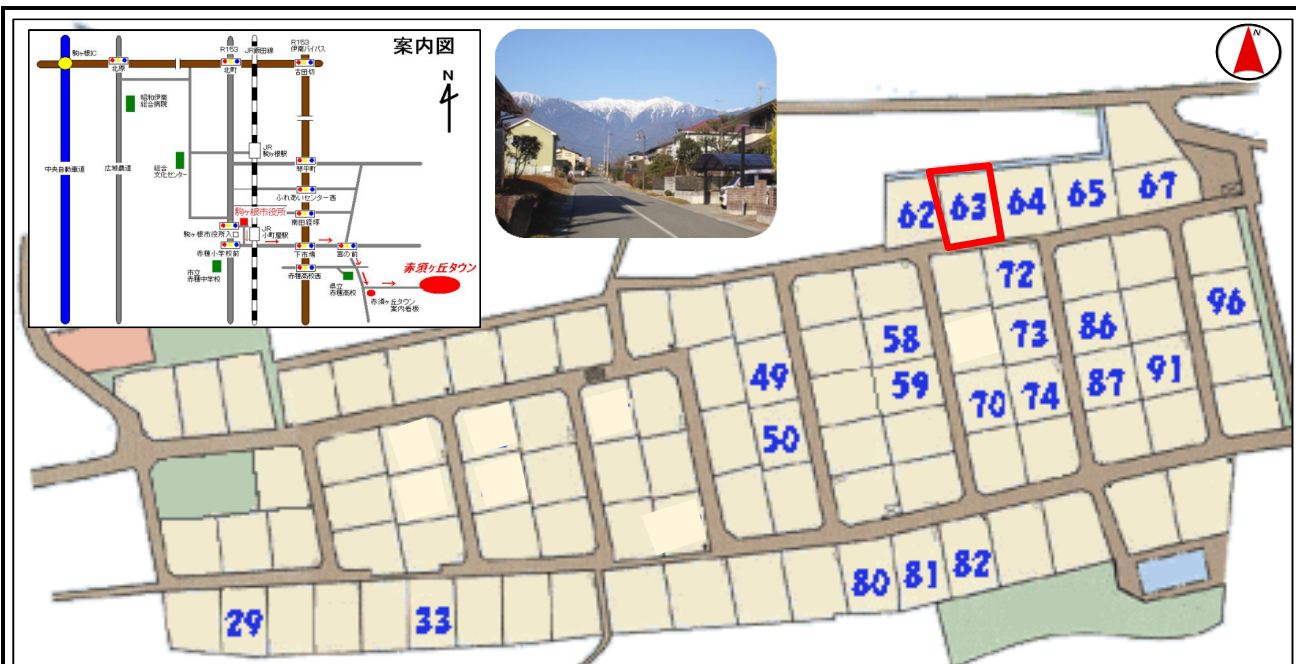 案内図
N
R153
JR飯田線
R153
伊南バイパス
駒ヶ根IC
北原
北町
古田切
昭和伊南
総合病院
JR
駒ヶ根駅
総合
文化センター
中央自動車道
広域農道
琴平町
ふれあいセンター西
駒ヶ根市役所
南田経塚
駒ヶ根市役所入口
JR
小町屋駅
赤穂小学校前
下市場
宮の前
市立
赤穂中学校
赤穂高校西
県立
赤穂高校
赤須ヶ丘タウン
赤須ヶ丘タウン
案内看板
N
62
63
64
65
67
72
96
58
73
86
49
59
70
74
87
91
50
80
81
82
29
33